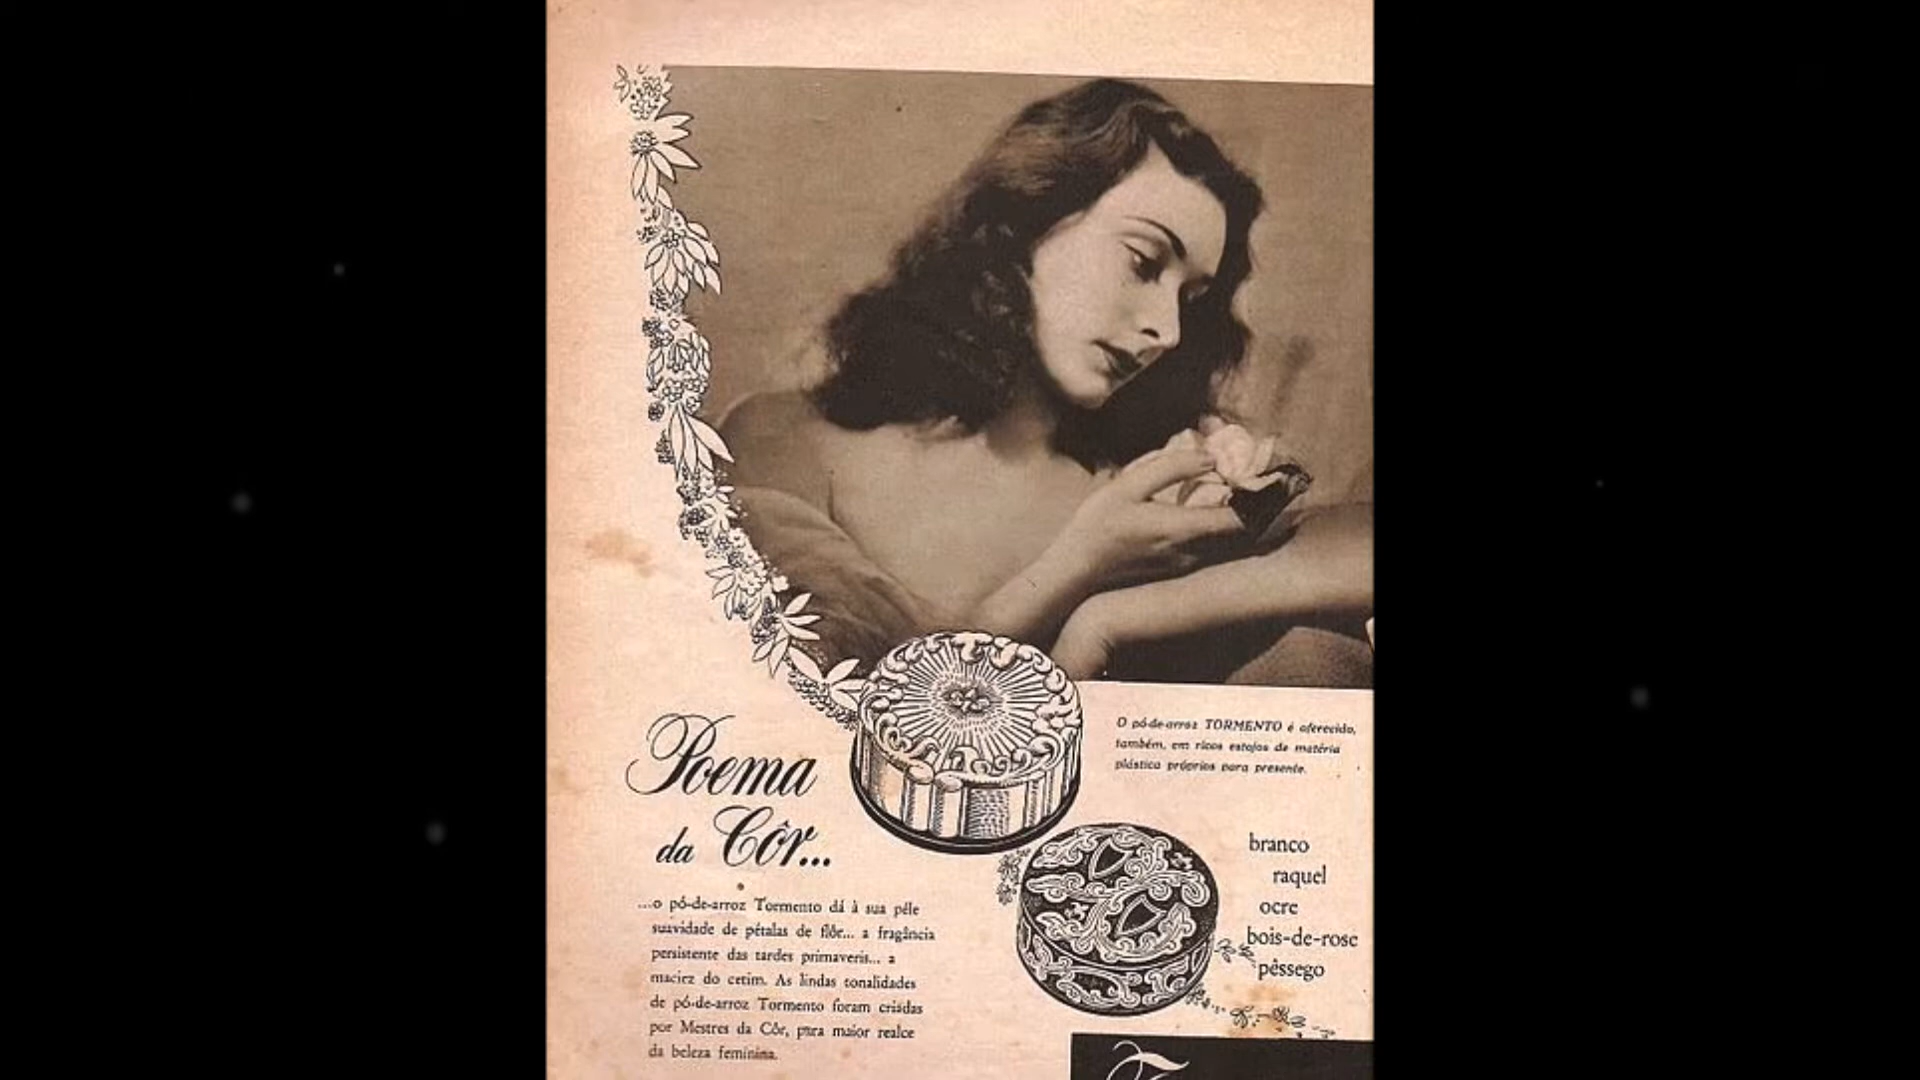 Poema
da Côr...
...o pó-de-arroz Tormento dá à sua péle
suavidade de pétalas de flôr... a fragância
persistente das tardes primaveris... a
maciez do cetim. As lindas tonalidades
de pó-de-arroz Tormento foram criadas
por Mestres da Côr, para maior realce
da beleza feminina.
O pó-de-arroz TORMENTO é oferecido,
também, em ricos estojos de matéria
plástica próprios para presente.
branco
raquel
ocre
bois-de-rose
pêssego